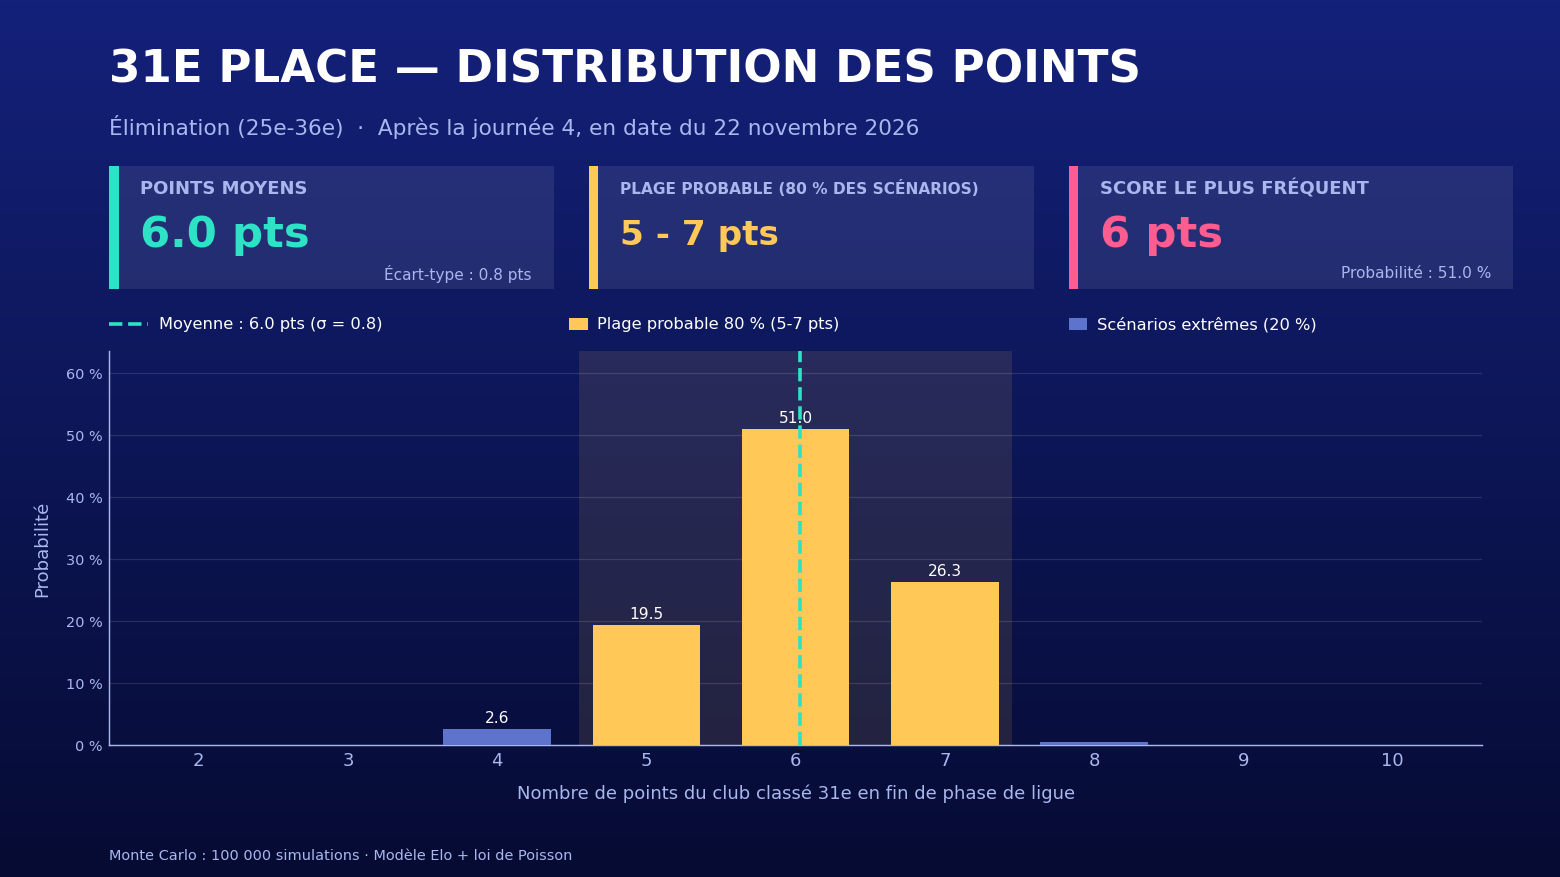 31E PLACE — DISTRIBUTION DES POINTS
Élimination (25e-36e)  ·  Après la journée 4, en date du 22 novembre 2026
POINTS MOYENS
6.0 pts
Écart-type : 0.8 pts
PLAGE PROBABLE (80 % DES SCÉNARIOS)
5 - 7 pts
SCORE LE PLUS FRÉQUENT
6 pts
Probabilité : 51.0 %
Moyenne : 6.0 pts (σ = 0.8)
Plage probable 80 % (5-7 pts)
Scénarios extrêmes (20 %)
Probabilité
60 %
50 %
40 %
30 %
20 %
10 %
0 %
2.6
19.5
51.0
26.3
2
3
4
5
6
7
8
9
10
Nombre de points du club classé 31e en fin de phase de ligue
Monte Carlo : 100 000 simulations · Modèle Elo + loi de Poisson